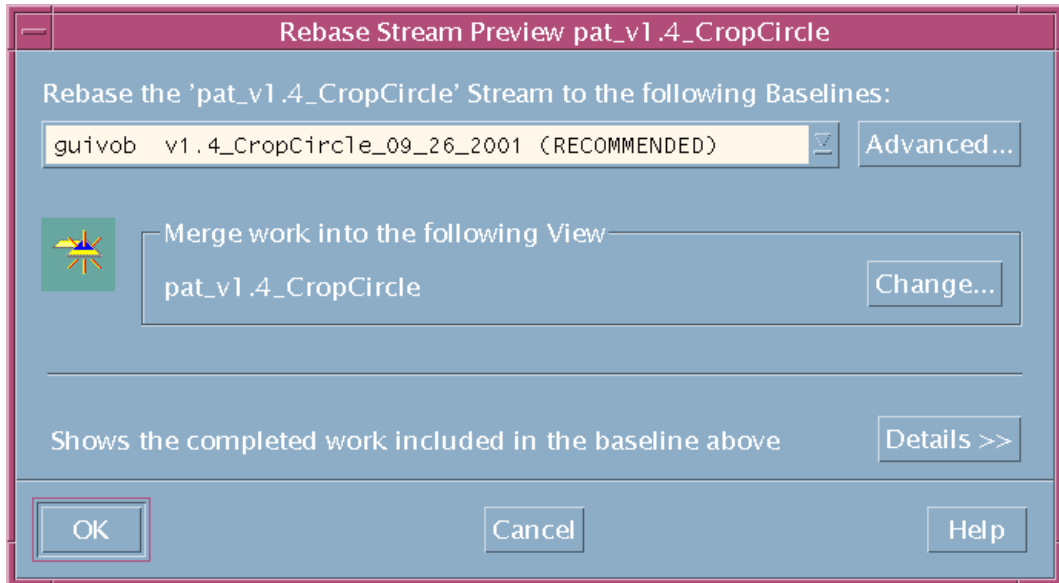 Rebase Stream Preview pat_v1.4_CropCircle
Rebase the 'pat_v1.4_CropCircle' Stream to the following Baselines:
guivob  v1.4_CropCircle_09_26_2001 (RECOMMENDED)
Advanced...
Merge work into the following View
pat_v1.4_CropCircle
Change...
Shows the completed work included in the baseline above
Details >>
OK
Cancel
Help